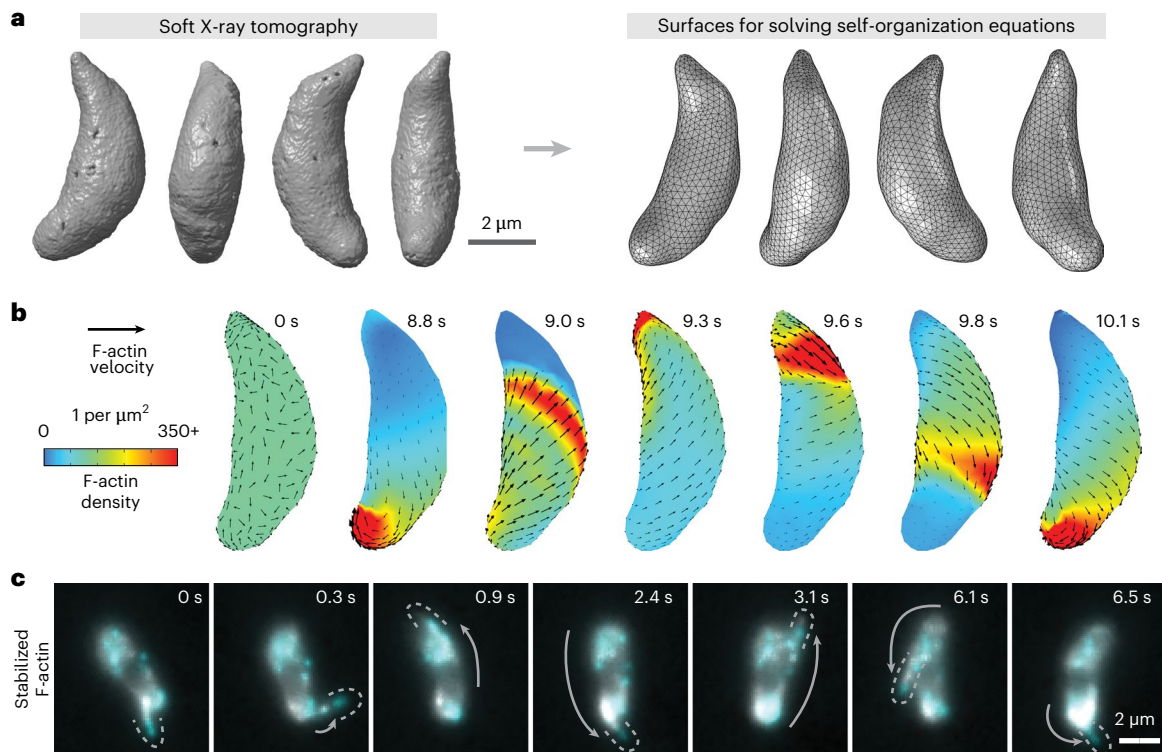 a
Soft X-ray tomography
Surfaces for solving self-organization equations
2 μm
b
F-actin
velocity
1 per μm²
0
350+
F-actin
density
0 s
8.8 s
9.0 s
9.3 s
9.6 s
9.8 s
10.1 s
c
Stabilized
F-actin
0 s
0.3 s
0.9 s
2.4 s
3.1 s
6.1 s
6.5 s
2 μm